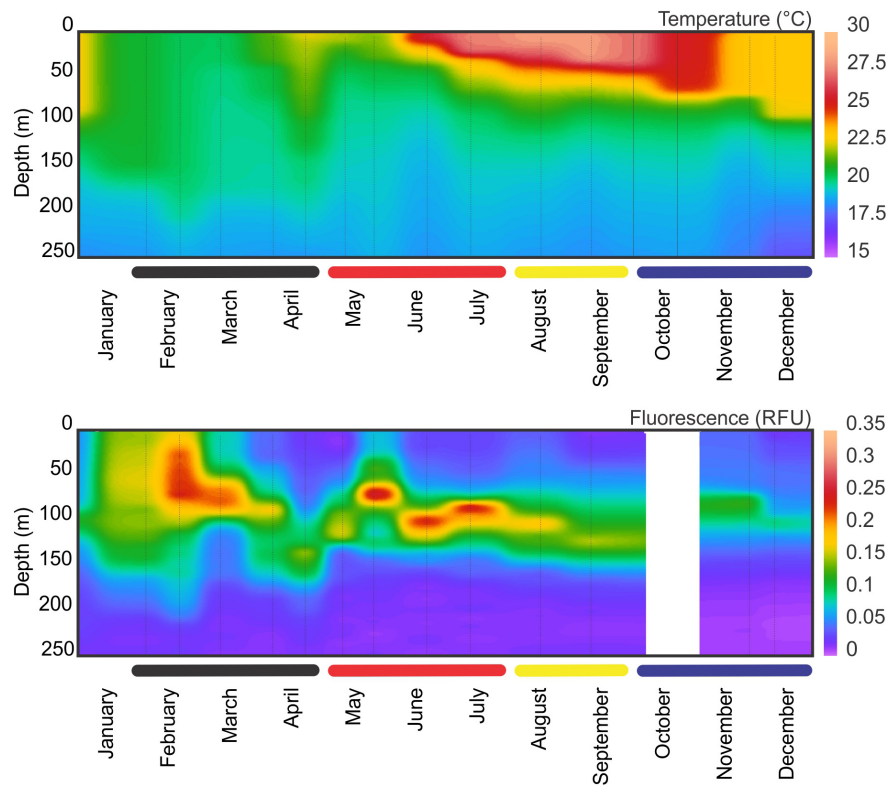 Temperature (°C)
0
50
100
150
200
250
Depth (m)
30
27.5
25
22.5
20
17.5
15
January
February
March
April
May
June
July
August
September
October
November
December
Fluorescence (RFU)
0
50
100
150
200
250
Depth (m)
0.35
0.3
0.25
0.2
0.15
0.1
0.05
0
January
February
March
April
May
June
July
August
September
October
November
December